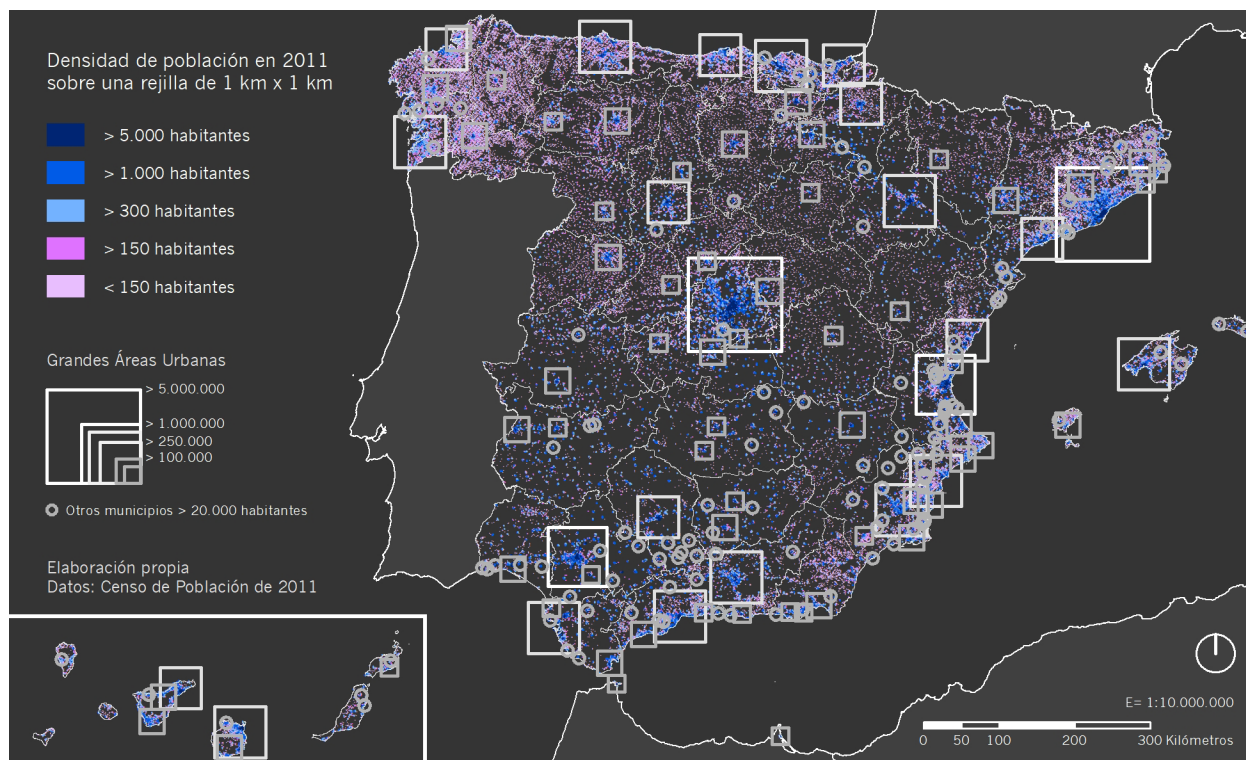 Densidad de población en 2011
sobre una rejilla de 1 km x 1 km
> 5.000 habitantes
> 1.000 habitantes
> 300 habitantes
> 150 habitantes
< 150 habitantes
Grandes Áreas Urbanas
> 5.000.000
> 1.000.000
> 250.000
> 100.000
Otros municipios > 20.000 habitantes
Elaboración propia
Datos: Censo de Población de 2011
E= 1:10.000.000
0 50 100 200 300 Kilómetros